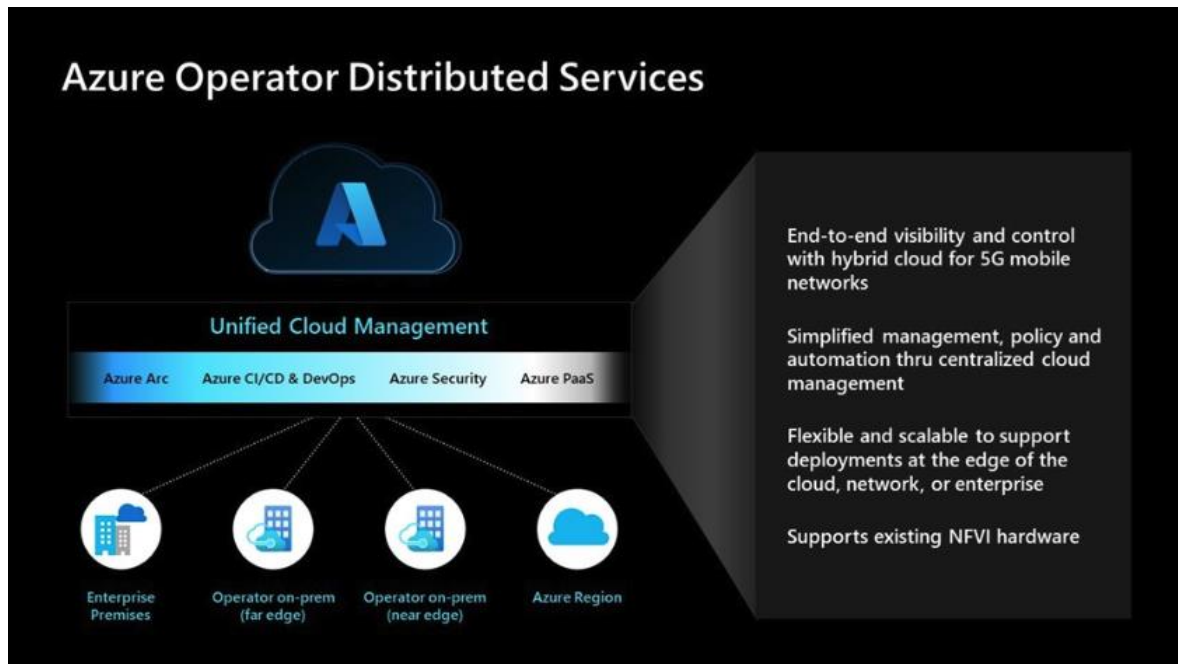 Azure Operator Distributed Services
Unified Cloud Management
Azure Arc
Azure CI/CD & DevOps
Azure Security
Azure PaaS
Enterprise
Premises
Operator on-prem
(far edge)
Operator on-prem
(near edge)
Azure Region
End-to-end visibility and control
with hybrid cloud for 5G mobile
networks
Simplified management, policy and
automation thru centralized cloud
management
Flexible and scalable to support
deployments at the edge of the
cloud, network, or enterprise
Supports existing NFVI hardware